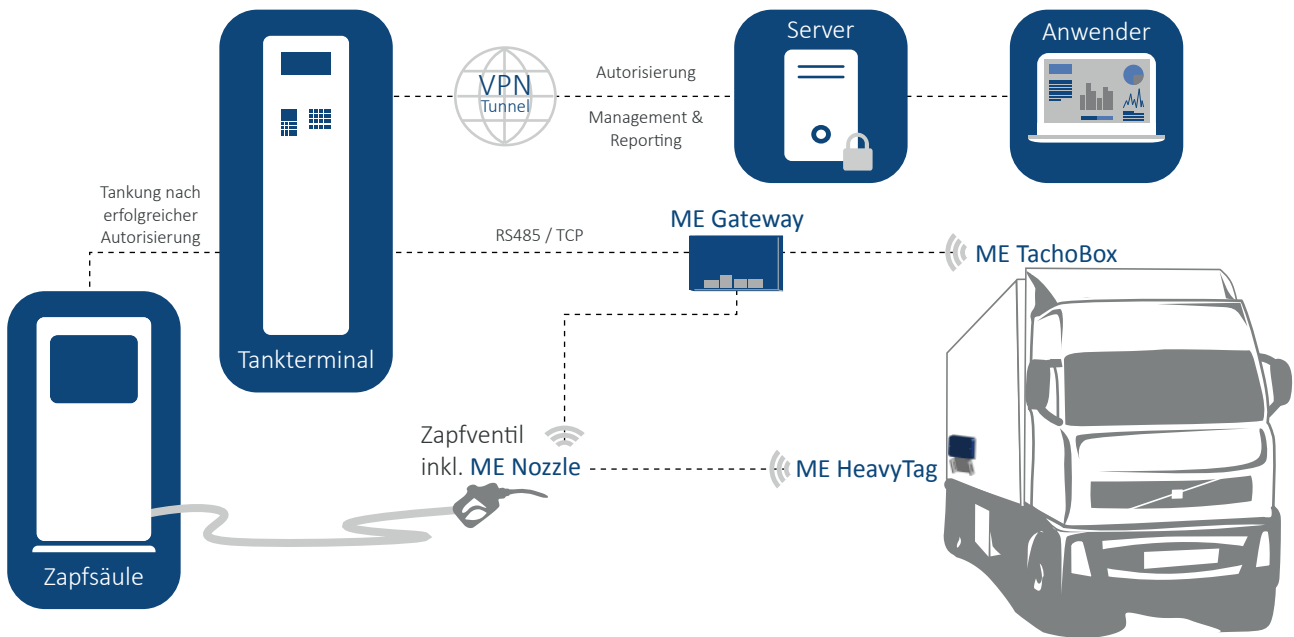 Server
Anwender
VPN
Tunnel
Autorisierung
Management &
Reporting
Tankung nach
erfolgreicher
Autorisierung
RS485 / TCP
ME Gateway
ME TachoBox
Tankterminal
Zapfventil
inkl. ME Nozzle
ME HeavyTag
Zapfsäule